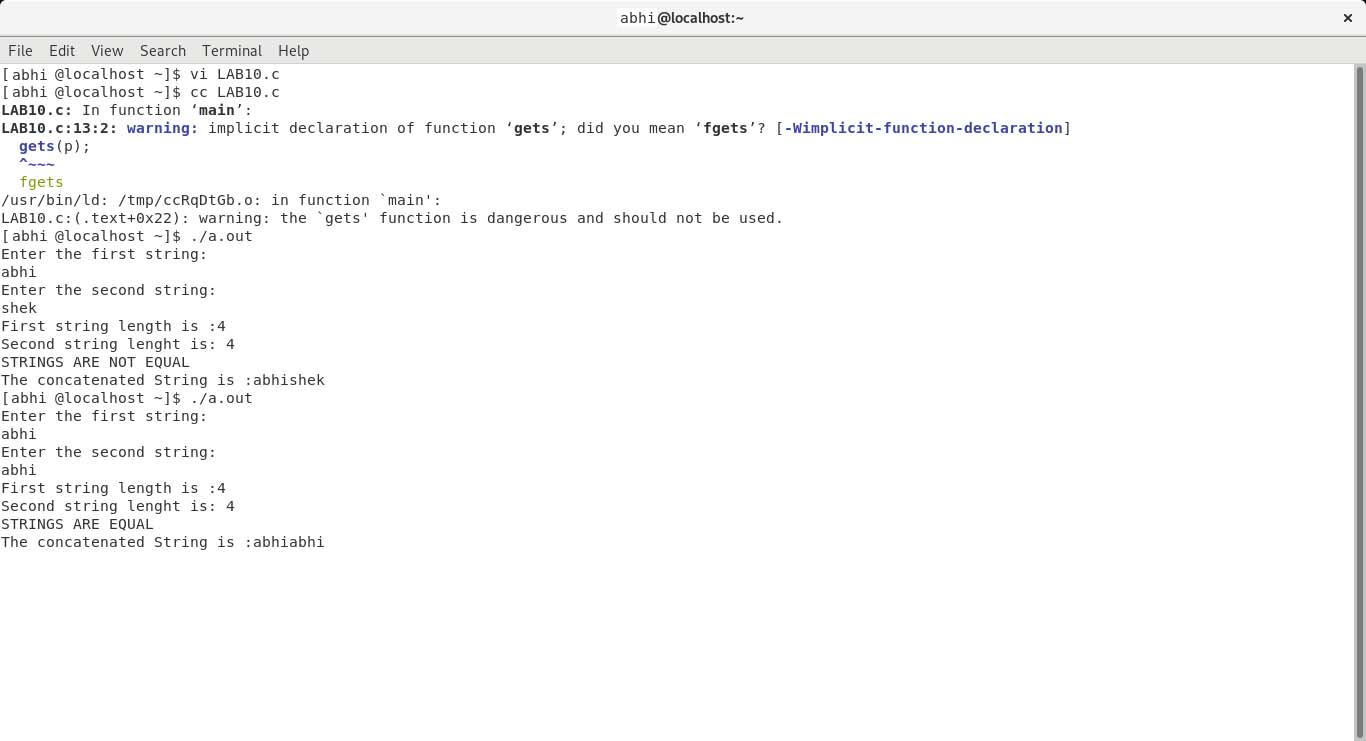 abhi@localhost:~ ×
File Edit View Search Terminal Help
[abhi @localhost ~]$ vi LAB10.c
[abhi @localhost ~]$ cc LAB10.c
LAB10.c: In function ‘main’:
LAB10.c:13:2: warning: implicit declaration of function ‘gets’; did you mean ‘fgets’? [-Wimplicit-function-declaration]
  gets(p);
  ^~~~
  fgets
/usr/bin/ld: /tmp/ccRqDtGb.o: in function `main':
LAB10.c:(.text+0x22): warning: the `gets' function is dangerous and should not be used.
[abhi @localhost ~]$ ./a.out
Enter the first string:
abhi
Enter the second string:
shek
First string length is :4
Second string lenght is: 4
STRINGS ARE NOT EQUAL
The concatenated String is :abhishek
[abhi @localhost ~]$ ./a.out
Enter the first string:
abhi
Enter the second string:
abhi
First string length is :4
Second string lenght is: 4
STRINGS ARE EQUAL
The concatenated String is :abhiabhi